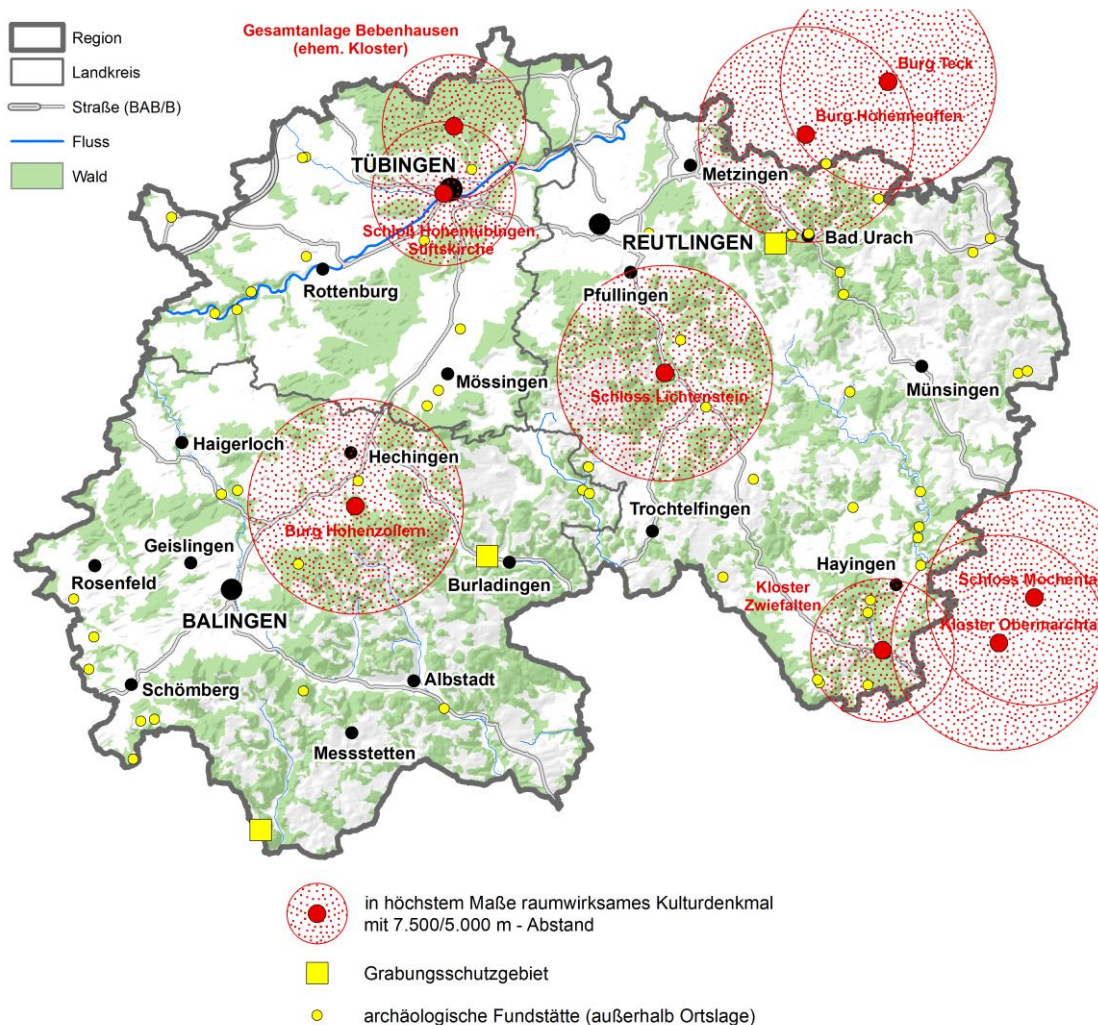 Region
Landkreis
Straße (BAB/B)
Fluss
Wald
Gesamtanlage Bebenhausen
(ehem. Kloster)
Burg Teck
Burg Hohenneuffen
TÜBINGEN
Metzingen
Schloß Hohentübingen,
Stiftskirche
REUTLINGEN
Bad Urach
Rottenburg
Pfullingen
Mössingen
Schloss Lichtenstein
Münsingen
Haigerloch
Hechingen
Burg Hohenzollern
Trochtelfingen
Geislingen
Rosenfeld
Burladingen
Hayingen
BALINGEN
Kloster
Zwiefalten
Schloss Mochenta
Kloster Obermarchta
Schömberg
Albstadt
Messstetten
in höchstem Maße raumwirksames Kulturdenkmal
mit 7.500/5.000 m - Abstand
Grabungsschutzgebiet
archäologische Fundstätte (außerhalb Ortslage)